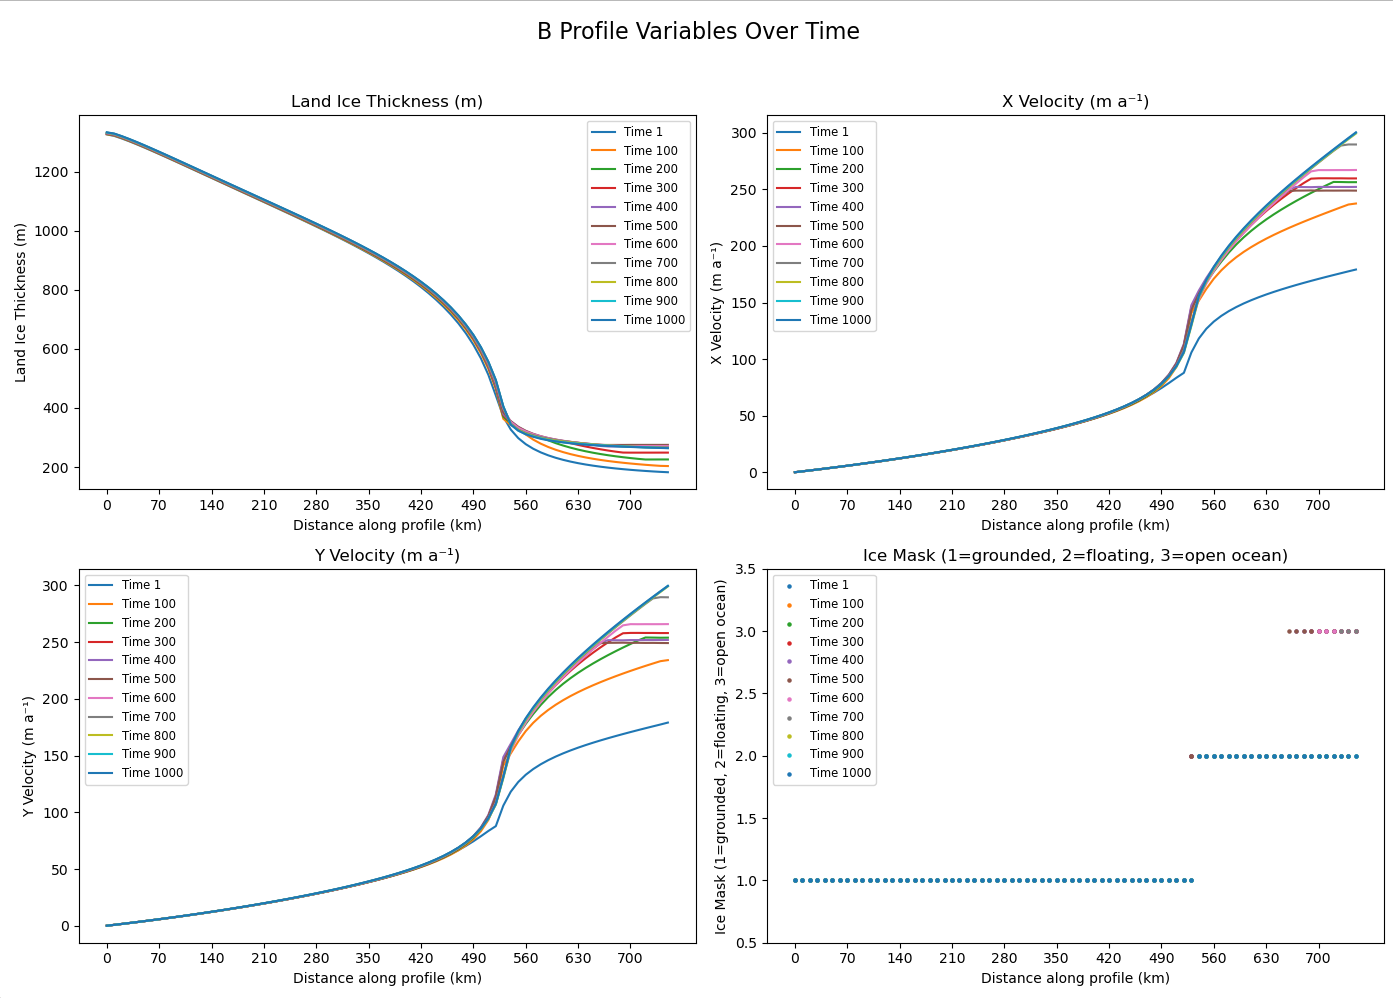 B Profile Variables Over Time
Land Ice Thickness (m)
Land Ice Thickness (m)
1200
1000
800
600
400
200
0 70 140 210 280 350 420 490 560 630 700
Distance along profile (km)
Time 1
Time 100
Time 200
Time 300
Time 400
Time 500
Time 600
Time 700
Time 800
Time 900
Time 1000
X Velocity (m a⁻¹)
X Velocity (m a⁻¹)
300
250
200
150
100
50
0
0 70 140 210 280 350 420 490 560 630 700
Distance along profile (km)
Time 1
Time 100
Time 200
Time 300
Time 400
Time 500
Time 600
Time 700
Time 800
Time 900
Time 1000
Y Velocity (m a⁻¹)
Y Velocity (m a⁻¹)
300
250
200
150
100
50
0
0 70 140 210 280 350 420 490 560 630 700
Distance along profile (km)
Time 1
Time 100
Time 200
Time 300
Time 400
Time 500
Time 600
Time 700
Time 800
Time 900
Time 1000
Ice Mask (1=grounded, 2=floating, 3=open ocean)
Ice Mask (1=grounded, 2=floating, 3=open ocean)
3.5
3.0
2.5
2.0
1.5
1.0
0.5
0 70 140 210 280 350 420 490 560 630 700
Distance along profile (km)
Time 1
Time 100
Time 200
Time 300
Time 400
Time 500
Time 600
Time 700
Time 800
Time 900
Time 1000